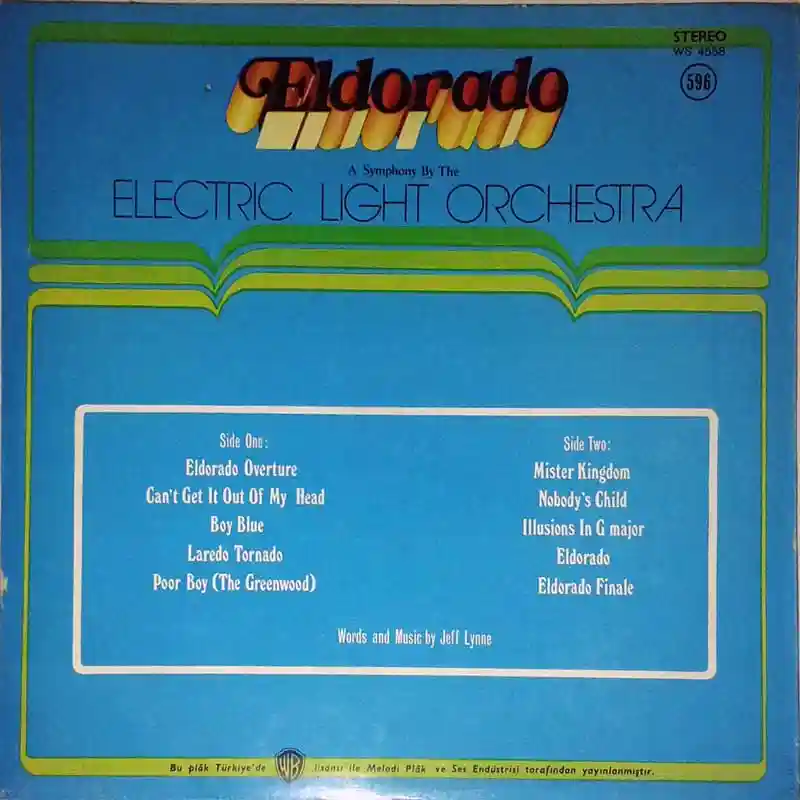 STEREO
WS 4558
596
Eldorado
A Symphony By The
ELECTRIC LIGHT ORCHESTRA
Side One:
Eldorado Overture
Can't Get It Out Of My Head
Boy Blue
Laredo Tornado
Poor Boy (The Greenwood)
Side Two:
Mister Kingdom
Nobody's Child
Illusions In G major
Eldorado
Eldorado Finale
Words and Music by Jeff Lynne
Bu plâk Türkiye'de WB lisansı ile Melodi Plâk ve Ses Endüstrisi tarafından yayınlanmıştır.